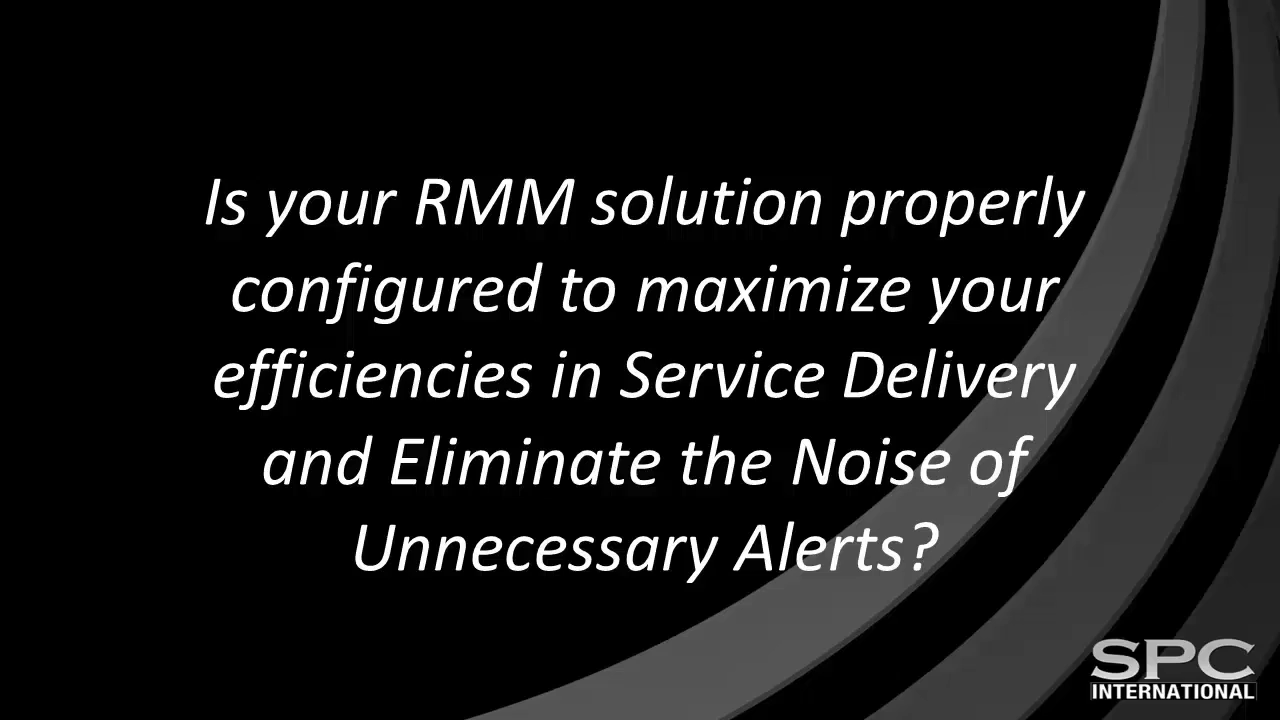 Is your RMM solution properly
configured to maximize your
efficiencies in Service Delivery
and Eliminate the Noise of
Unnecessary Alerts?
SPC
INTERNATIONAL